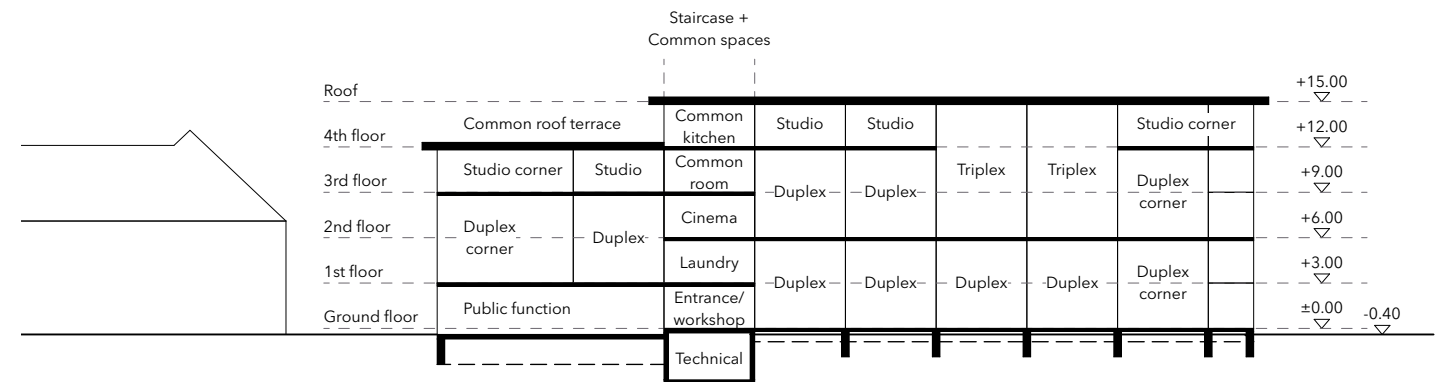 Staircase +
Common spaces
Roof
+15.00
4th floor
Common roof terrace
Common
kitchen
Studio
Studio
Studio corner
+12.00
3rd floor
Studio corner
Studio
Common
room
Duplex
Duplex
Triplex
Triplex
Duplex
corner
+9.00
2nd floor
Duplex
corner
Duplex
Cinema
+6.00
1st floor
Laundry
Duplex
Duplex
Duplex
Duplex
Duplex
corner
+3.00
Ground floor
Public function
Entrance/
workshop
±0.00
-0.40
Technical